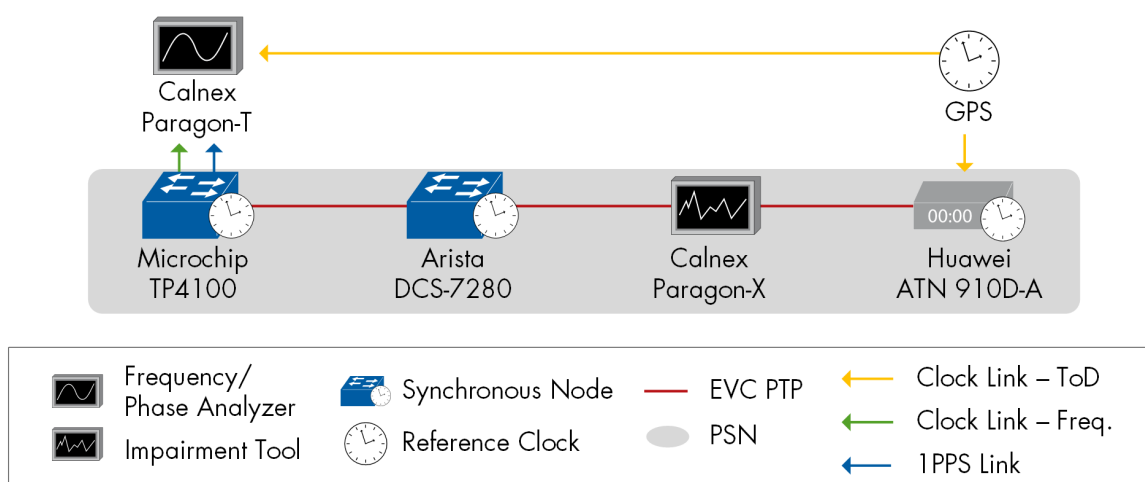 Calnex
Paragon-T
GPS
00:00
Microchip
TP4100
Arista
DCS-7280
Calnex
Paragon-X
Huawei
ATN 910D-A
Frequency/
Phase Analyzer
Impairment Tool
Synchronous Node
Reference Clock
EVC PTP
PSN
Clock Link – ToD
Clock Link – Freq.
1PPS Link